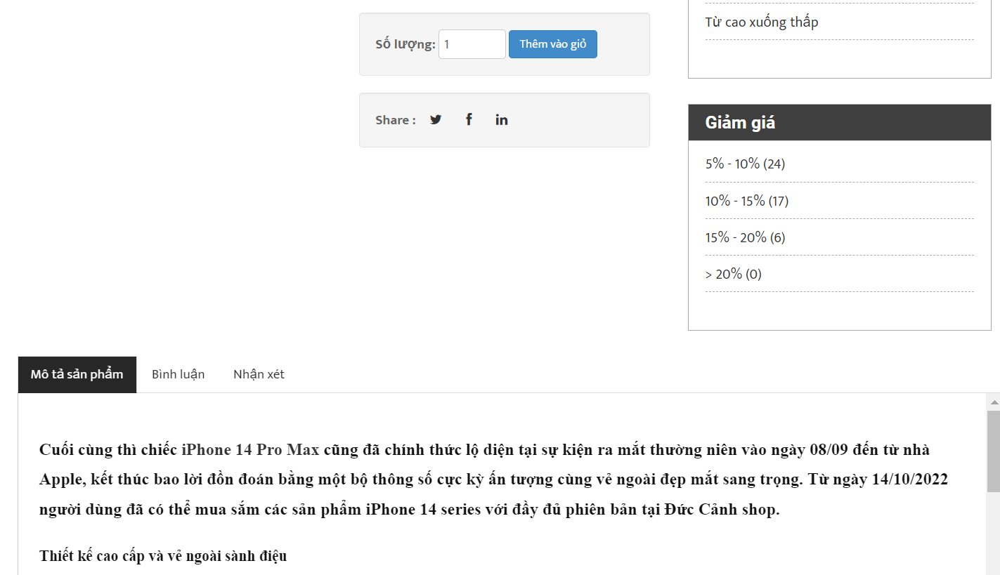 Từ cao xuống thấp
Số lượng: 1 Thêm vào giỏ
Share :
Giảm giá
5% - 10% (24)
10% - 15% (17)
15% - 20% (6)
> 20% (0)
Mô tả sản phẩm Bình luận Nhận xét
Cuối cùng thì chiếc iPhone 14 Pro Max cũng đã chính thức lộ diện tại sự kiện ra mắt thường niên vào ngày 08/09 đến từ nhà
Apple, kết thúc bao lời đồn đoán bằng một bộ thông số cực kỳ ấn tượng cùng vẻ ngoài đẹp mắt sang trọng. Từ ngày 14/10/2022
người dùng đã có thể mua sắm các sản phẩm iPhone 14 series với đầy đủ phiên bản tại Đức Cảnh shop.
Thiết kế cao cấp và vẻ ngoài sành điệu